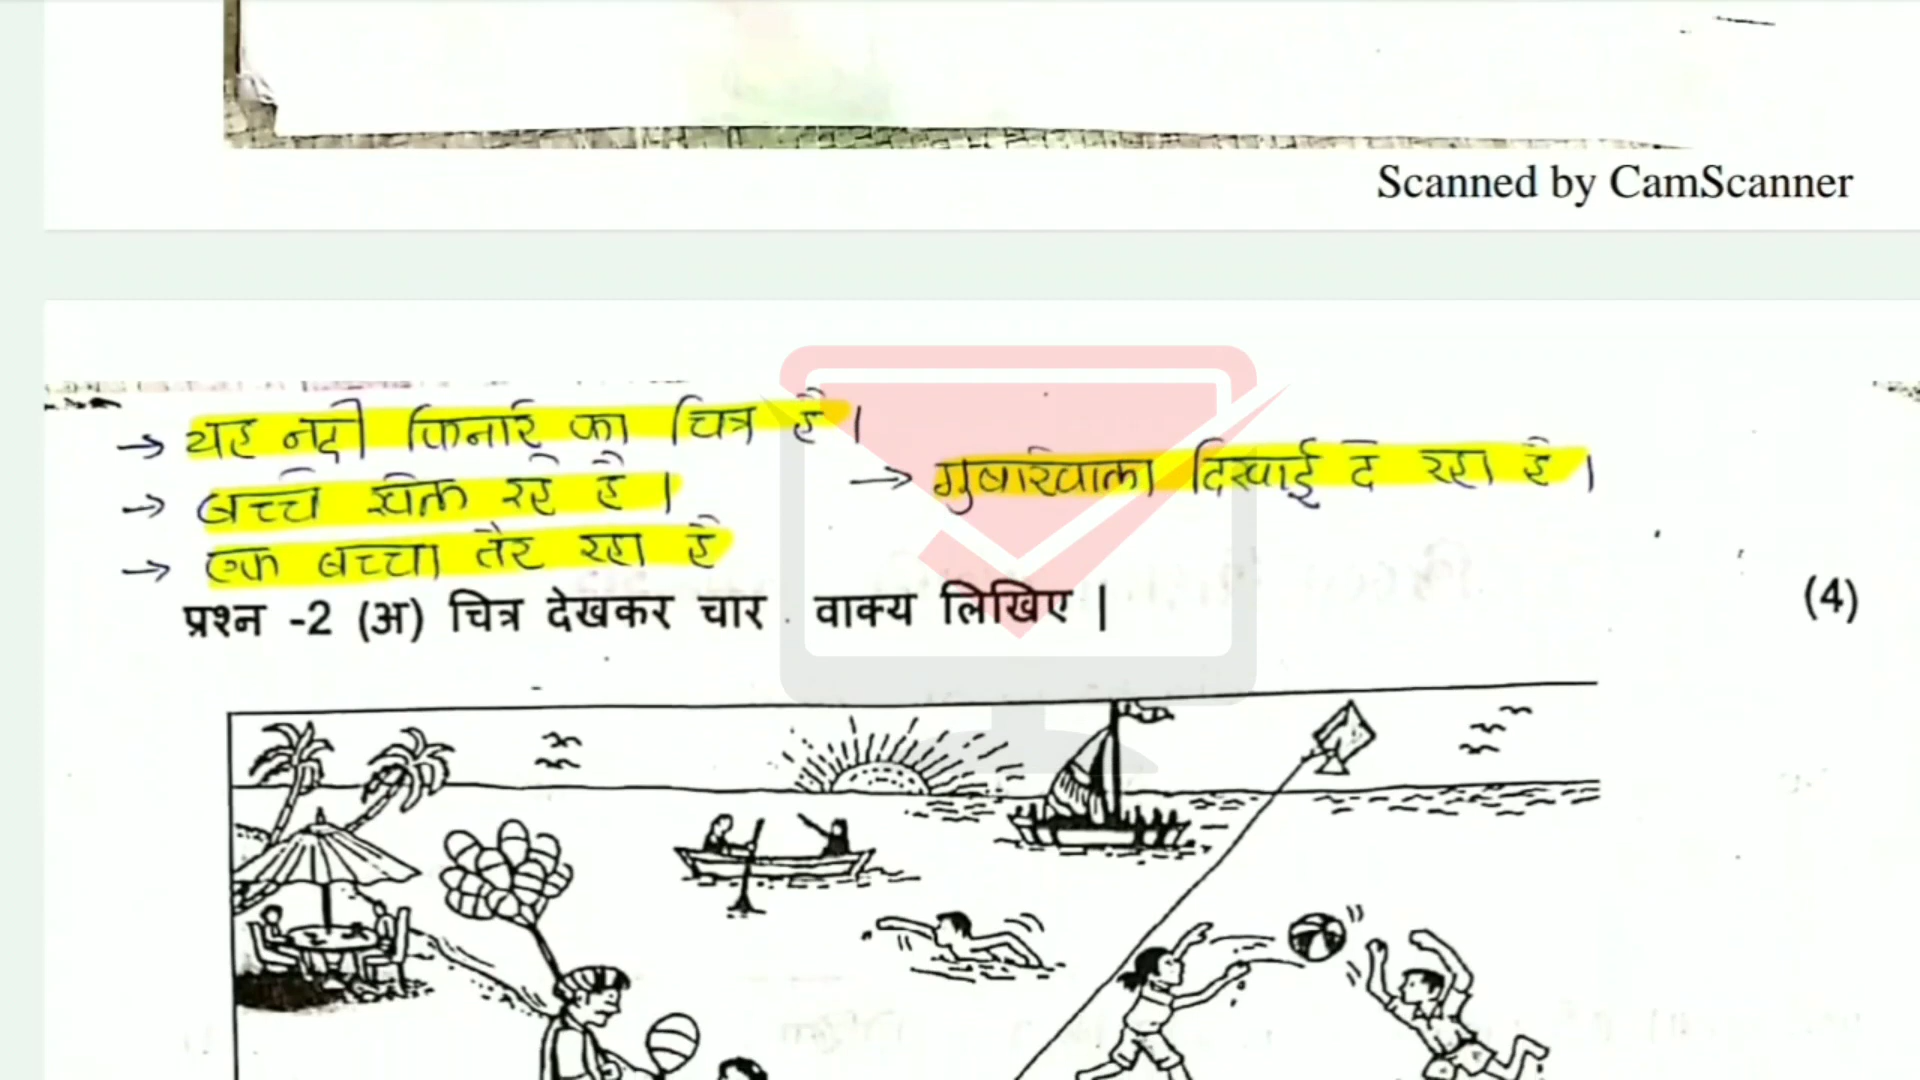 Scanned by CamScanner
→ यह नदी किनारे का चित्र है।
→ बच्चे खेल रहे है।
→ गुबारेवाला दिखाई दे रहा है।
→ एक बच्चा तैर रहा है
प्रश्न -2 (अ) चित्र देखकर चार वाक्य लिखिए | (4)